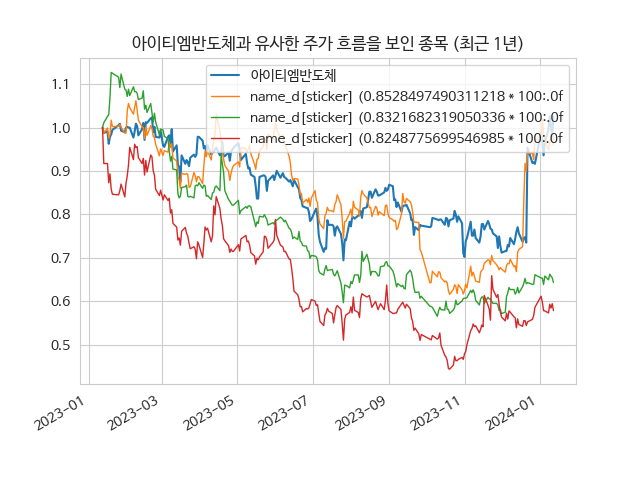 아이티엠반도체과 유사한 주가 흐름을 보인 종목 (최근 1년)
아이티엠반도체
name_d[sticker] (0.8528497490311218 * 100:.0f
name_d[sticker] (0.8321682319050336 * 100:.0f
name_d[sticker] (0.8248775699546985 * 100:.0f
1.1
1.0
0.9
0.8
0.7
0.6
0.5
2023-01
2023-03
2023-05
2023-07
2023-09
2023-11
2024-01